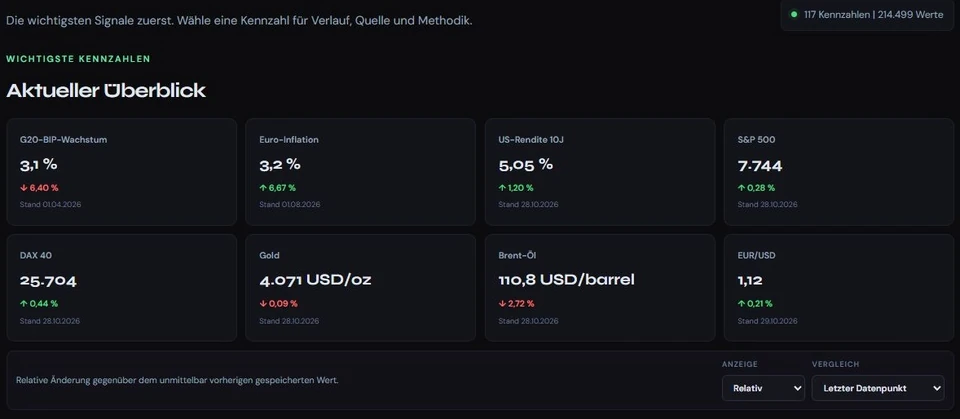 Die wichtigsten Signale zuerst. Wähle eine Kennzahl für Verlauf, Quelle und Methodik.
117 Kennzahlen | 214.499 Werte
WICHTIGSTE KENNZAHLEN
Aktueller Überblick
G20-BIP-Wachstum
3,1 %
↓ 6,40 %
Stand 01.04.2026
Euro-Inflation
3,2 %
↑ 6,67 %
Stand 01.08.2026
US-Rendite 10J
5,05 %
↑ 1,20 %
Stand 28.10.2026
S&P 500
7.744
↑ 0,28 %
Stand 28.10.2026
DAX 40
25.704
↑ 0,44 %
Stand 28.10.2026
Gold
4.071 USD/oz
↓ 0,09 %
Stand 28.10.2026
Brent-Öl
110,8 USD/barrel
↓ 2,72 %
Stand 28.10.2026
EUR/USD
1,12
↑ 0,21 %
Stand 29.10.2026
Relative Änderung gegenüber dem unmittelbar vorherigen gespeicherten Wert.
ANZEIGE
Relativ
VERGLEICH
Letzter Datenpunkt